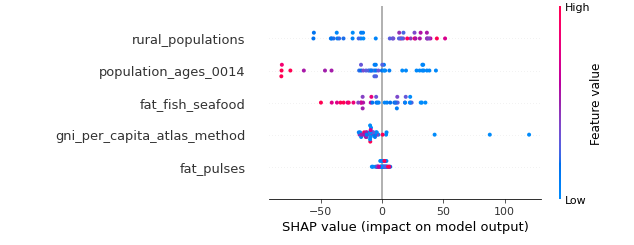 High
rural_populations
population_ages_0014
fat_fish_seafood
gni_per_capita_atlas_method
fat_pulses
Feature value
Low
−50 0 50 100
SHAP value (impact on model output)